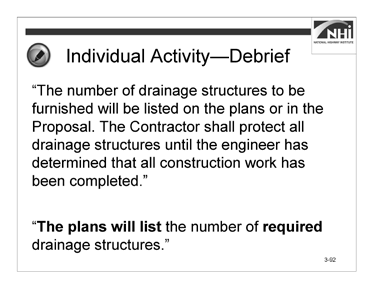 NHI
NATIONAL HIGHWAY INSTITUTE
Individual Activity—Debrief
“The number of drainage structures to be
furnished will be listed on the plans or in the
Proposal. The Contractor shall protect all
drainage structures until the engineer has
determined that all construction work has
been completed.”
“The plans will list the number of required
drainage structures.”
3-92